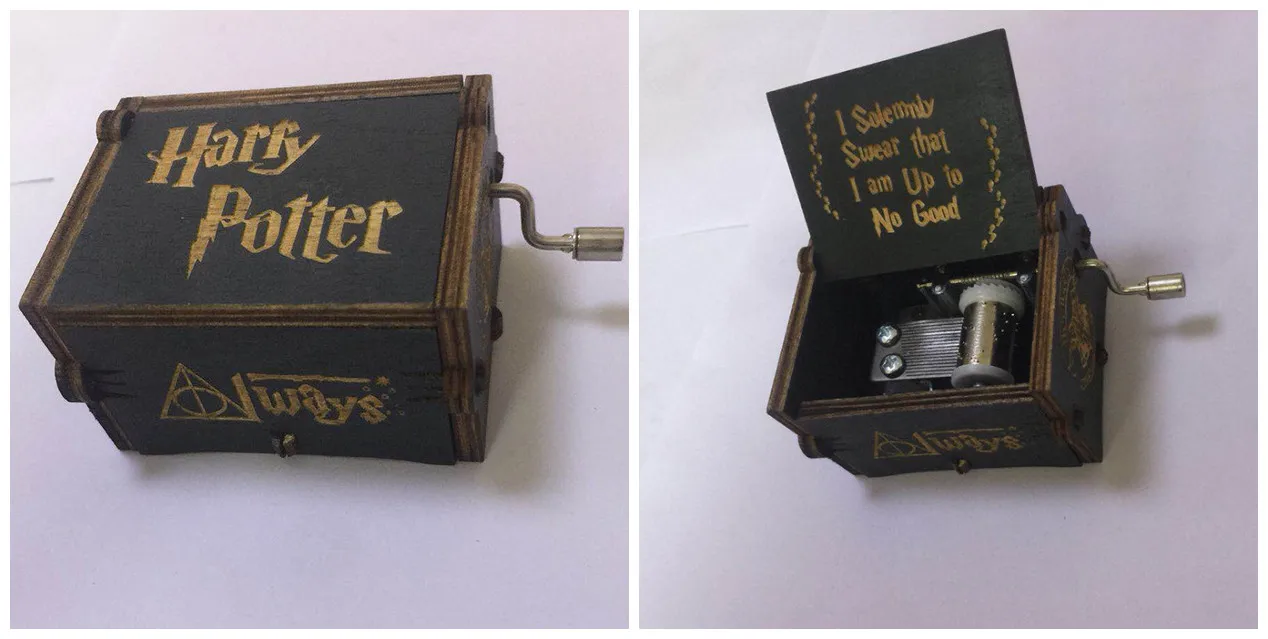 Harry
Potter
Always
I Solemnly
Swear that
I am Up to
No Good
Always